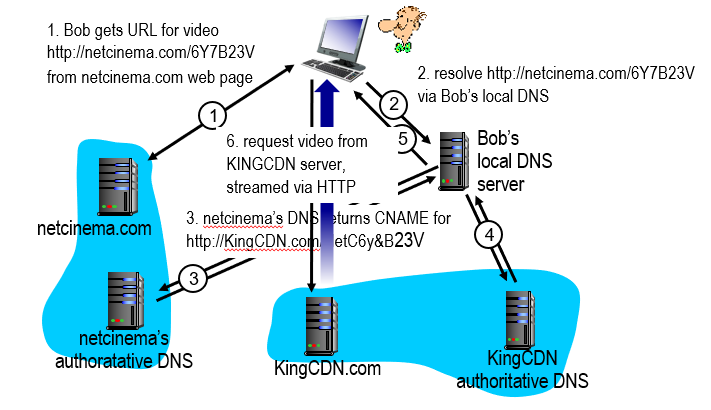 1. Bob gets URL for video
http://netcinema.com/6Y7B23V
from netcinema.com web page
2. resolve http://netcinema.com/6Y7B23V
via Bob's local DNS
1
2
5
6. request video from
KINGCDN server,
streamed via HTTP
Bob's
local DNS
server
netcinema.com
3. netcinema's DNS returns CNAME for
http://KingCDN.com/NetC6y&B23V
4
3
netcinema's
authoratative DNS
KingCDN.com
KingCDN
authoritative DNS